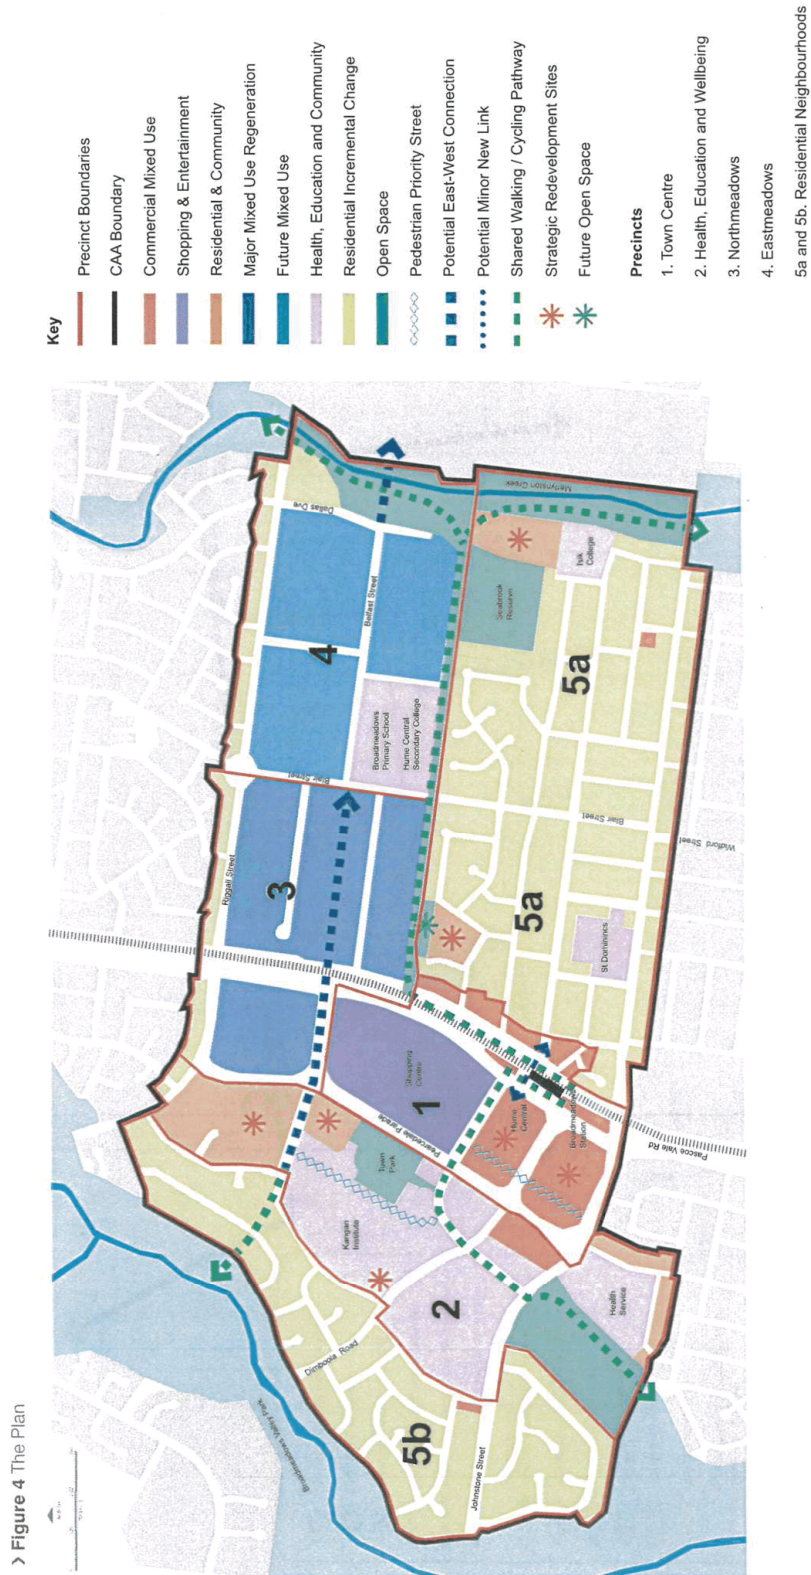 > Figure 4 The Plan
Key
Precinct Boundaries
CAA Boundary
Commercial Mixed Use
Shopping & Entertainment
Residential & Community
Major Mixed Use Regeneration
Future Mixed Use
Health, Education and Community
Residential Incremental Change
Open Space
Pedestrian Priority Street
Potential East-West Connection
Potential Minor New Link
Shared Walking / Cycling Pathway
Strategic Redevelopment Sites
Future Open Space
Precincts
1. Town Centre
2. Health, Education and Wellbeing
3. Northmeadows
4. Eastmeadows
5a and 5b. Residential Neighbourhoods
Broadmeadows Valley Park
Dimboola Road
5b
Johnstone Street
2
Kangan
Institute
Town
Park
Pearcedale Parade
Health
Service
1
Shopping
Centre
Hume
Central
Broadmeadows
Station
Pascoe Vale Rd
Riggall Street
3
Blair Street
4
Belfast Street
Dallas Dve
Broadmeadows
Primary School
Hume Central
Secondary College
5a
St Dominics
Blair Street
5a
Seabrook
Reserve
Isik
College
Merlynston Creek
Widford Street